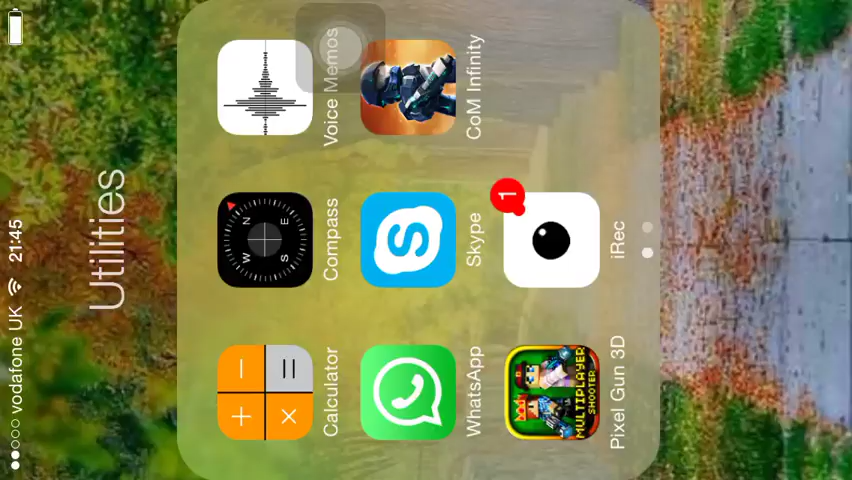 vodafone UK 21:45
Utilities
Calculator Compass Voice Memos
WhatsApp Skype CoM Infinity
MULTIPLAYER
SHOOTER
N
W E
S
1
Pixel Gun 3D iRec